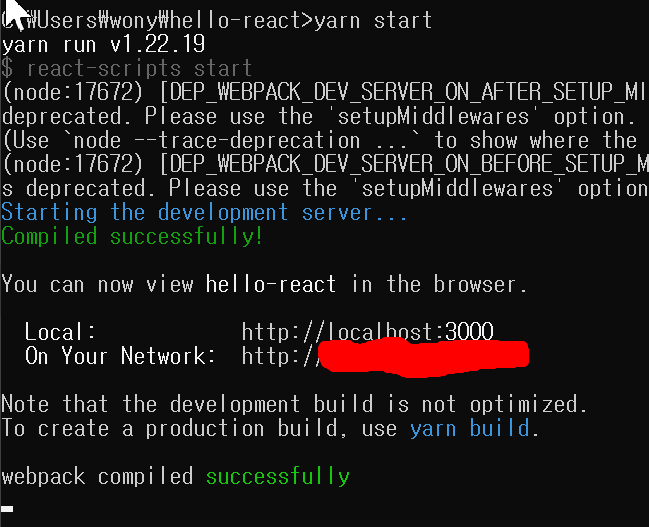 C:₩Users₩wony₩hello-react>yarn start
yarn run v1.22.19
$ react-scripts start
(node:17672) [DEP_WEBPACK_DEV_SERVER_ON_AFTER_SETUP_MI
deprecated. Please use the 'setupMiddlewares' option.
(Use `node --trace-deprecation ...` to show where the
(node:17672) [DEP_WEBPACK_DEV_SERVER_ON_BEFORE_SETUP_M
s deprecated. Please use the 'setupMiddlewares' option
Starting the development server...
Compiled successfully!
You can now view hello-react in the browser.
Local: http://localhost:3000
On Your Network: http://
Note that the development build is not optimized.
To create a production build, use yarn build.
webpack compiled successfully